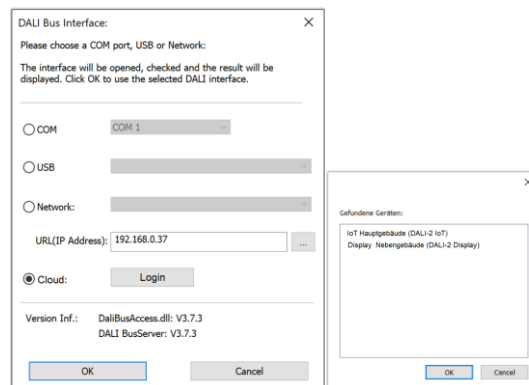 DALI Bus Interface:
Please choose a COM port, USB or Network:
The interface will be opened, checked and the result will be
displayed. Click OK to use the selected DALI interface.
COM
COM 1
USB
Network:
URL(IP Address):
192.168.0.37
...
Cloud:
Login
Version Inf.:
DaliBusAccess.dll: V3.7.3
DALI BusServer: V3.7.3
OK
Cancel
Gefundene Geräten:
IoT Hauptgebäude (DALI-2 IoT)
Display Nebengebäude (DALI-2 Display)
OK
Cancel